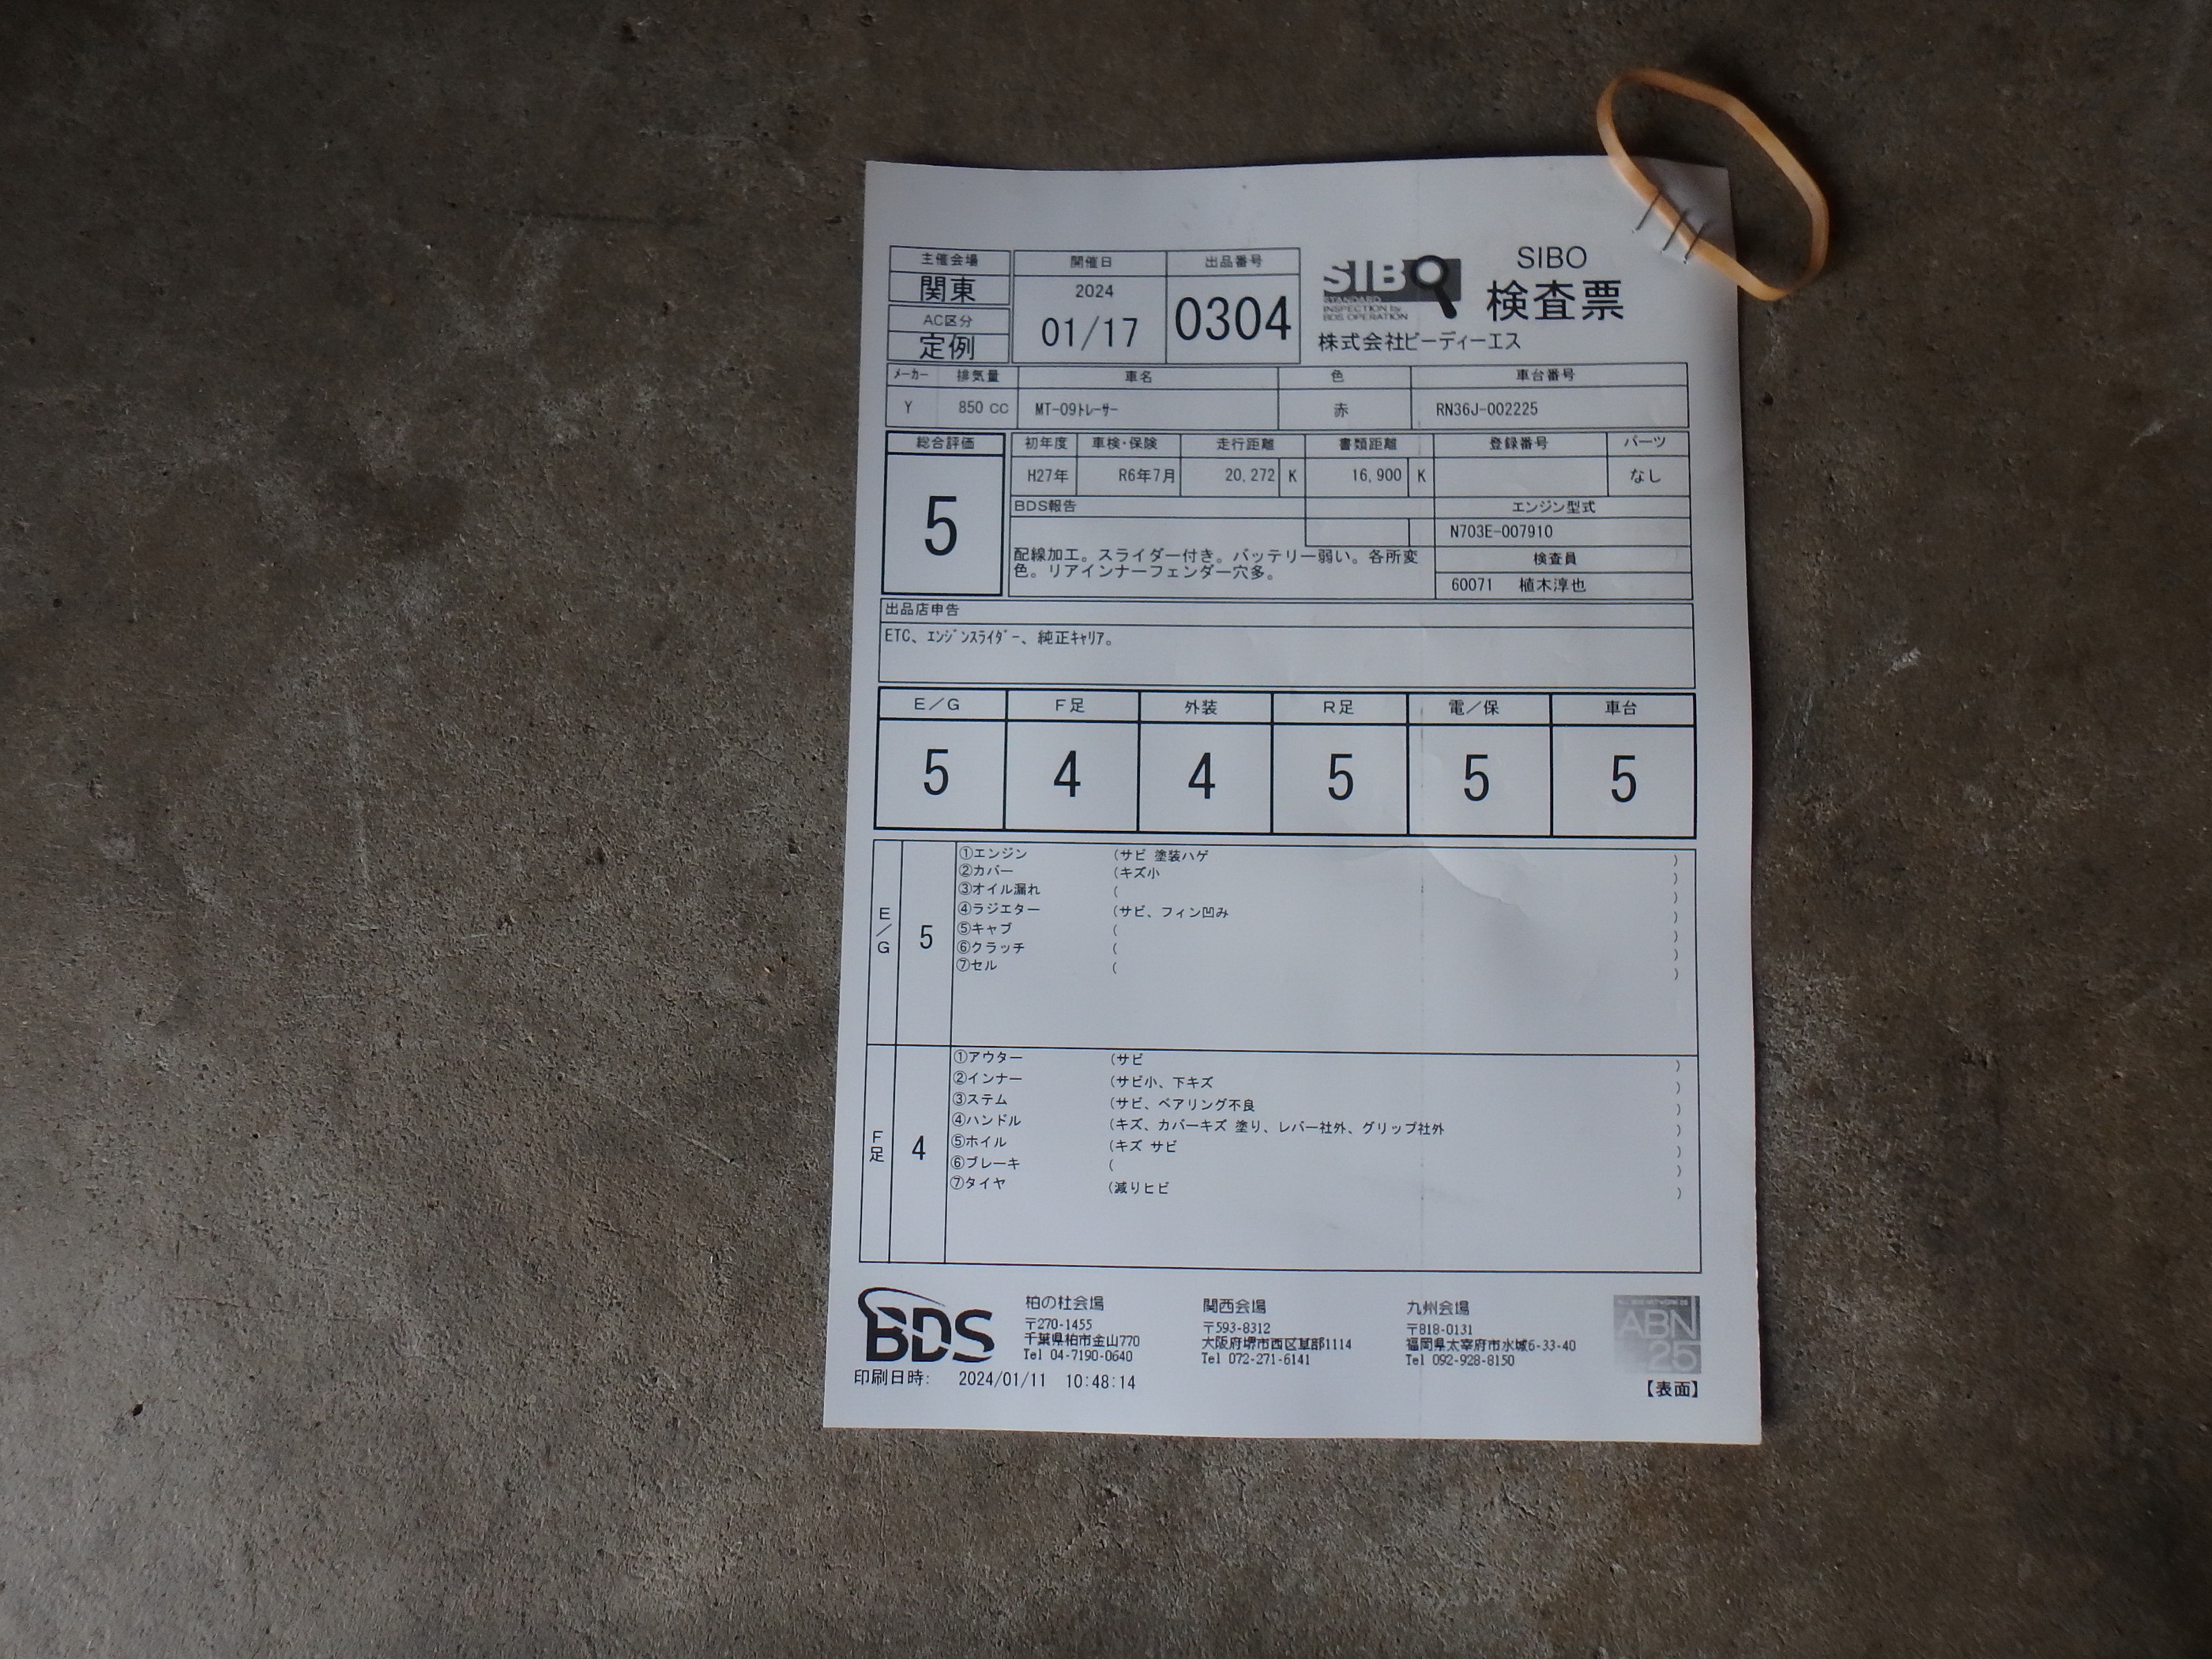 主催会場
関東
AC区分
定例
開催日
2024
01/17
出品番号
0304
SIBO
STANDARD
INSPECTION by
BDS OPERATION
SIBO
検査票
株式会社ビーディーエス
ﾒｰｶｰ 排気量 車名 色 車台番号
Y 850 CC MT-09ﾄﾚｰｻｰ 赤 RN36J-002225
総合評価 初年度 車検・保険 走行距離 書類距離 登録番号 パーツ
5 H27年 R6年7月 20,272 K 16,900 K なし
BDS報告
配線加工。スライダー付き。バッテリー弱い。各所変
色。リアインナーフェンダー穴多。
エンジン型式
N703E-007910
検査員
60071 植木淳也
出品店申告
ETC、ｴﾝｼﾞﾝｽﾗｲﾀﾞｰ、純正ｷｬﾘｱ。
E／G F足 外装 R足 電／保 車台
5 4 4 5 5 5
E／G 5
①エンジン (サビ 塗装ハゲ )
②カバー (キズ小 )
③オイル漏れ ( )
④ラジエター (サビ、フィン凹み )
⑤キャブ ( )
⑥クラッチ ( )
⑦セル ( )
F足 4
①アウター (サビ )
②インナー (サビ小、下キズ )
③ステム (サビ、ベアリング不良 )
④ハンドル (キズ、カバーキズ 塗り、レバー社外、グリップ社外 )
⑤ホイル (キズ サビ )
⑥ブレーキ ( )
⑦タイヤ (減りヒビ )
BDS
柏の杜会場
〒270-1455
千葉県柏市金山770
Tel 04-7190-0640
関西会場
〒593-8312
大阪府堺市西区草部1114
Tel 072-271-6141
九州会場
〒818-0131
福岡県太宰府市水城6-33-40
Tel 092-928-8150
ABN
25
印刷日時: 2024/01/11 10:48:14
【表面】